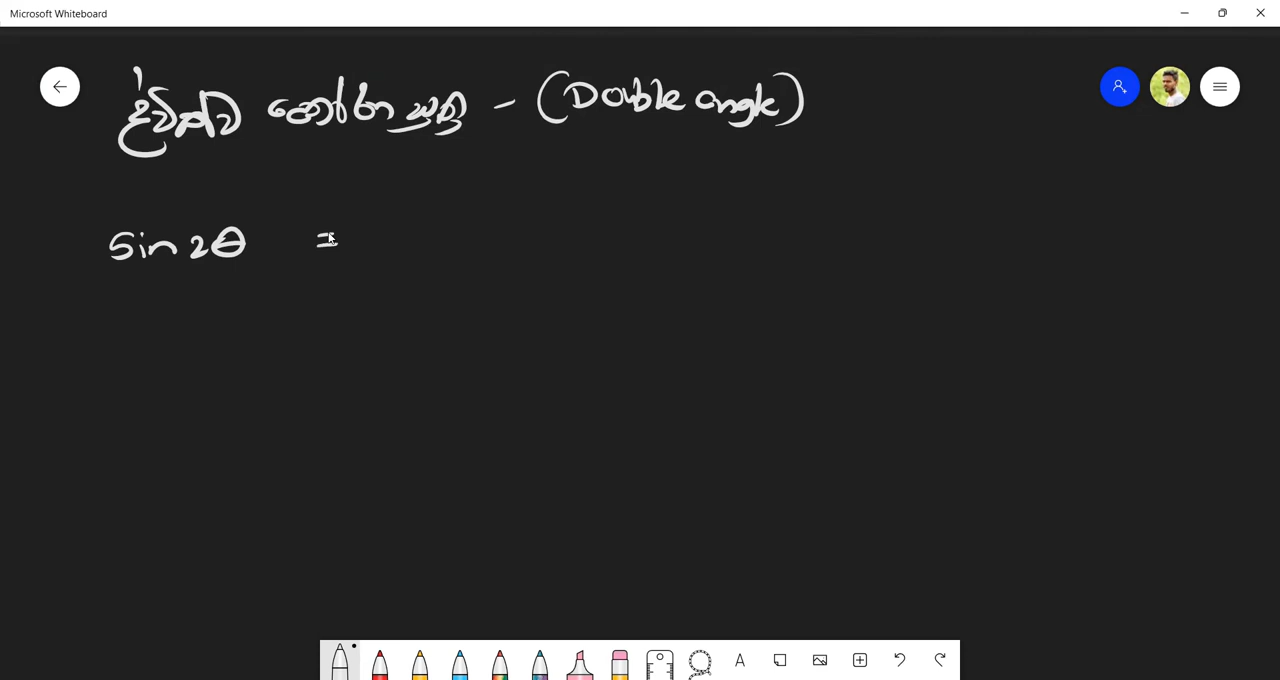 Microsoft Whiteboard
ද්විත්ව කෝණ සූත්‍ර - (Double angle)
sin 2θ =